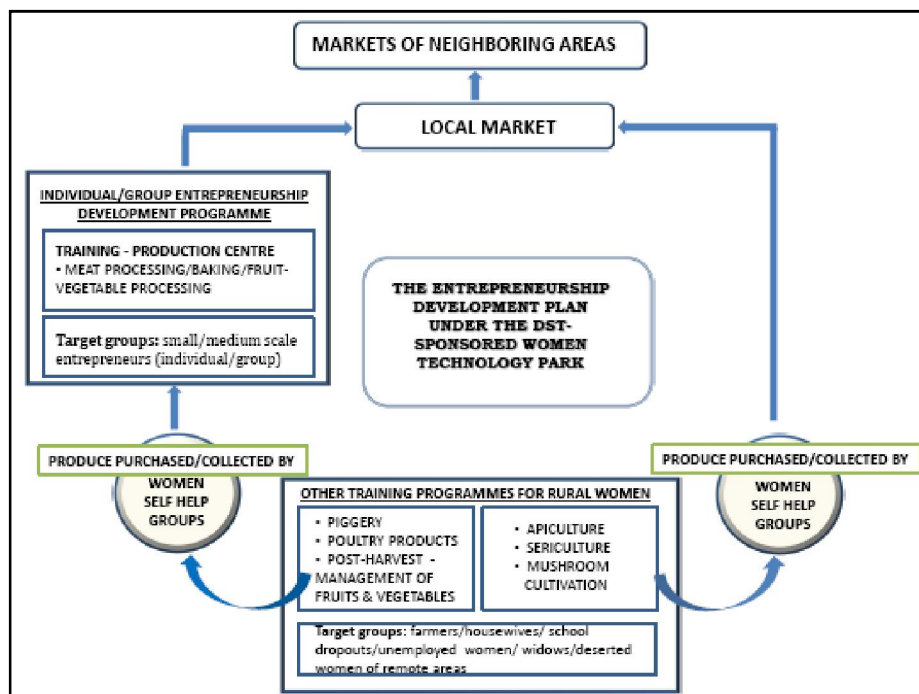 MARKETS OF NEIGHBORING AREAS
LOCAL MARKET
INDIVIDUAL/GROUP ENTREPRENEURSHIP
DEVELOPMENT PROGRAMME
TRAINING - PRODUCTION CENTRE
• MEAT PROCESSING/BAKING/FRUIT-
VEGETABLE PROCESSING
Target groups: small/medium scale
entrepreneurs (individual/group)
THE ENTREPRENEURSHIP
DEVELOPMENT PLAN
UNDER THE DST-
SPONSORED WOMEN
TECHNOLOGY PARK
PRODUCE PURCHASED/COLLECTED BY
WOMEN
SELF HELP
GROUPS
PRODUCE PURCHASED/COLLECTED BY
WOMEN
SELF HELP
GROUPS
OTHER TRAINING PROGRAMMES FOR RURAL WOMEN
• PIGGERY
• POULTRY PRODUCTS
• POST-HARVEST -
MANAGEMENT OF
FRUITS & VEGETABLES
• APICULTURE
• SERICULTURE
• MUSHROOM
CULTIVATION
Target groups: farmers/housewives/ school
dropouts/unemployed women/ widows/deserted
women of remote areas